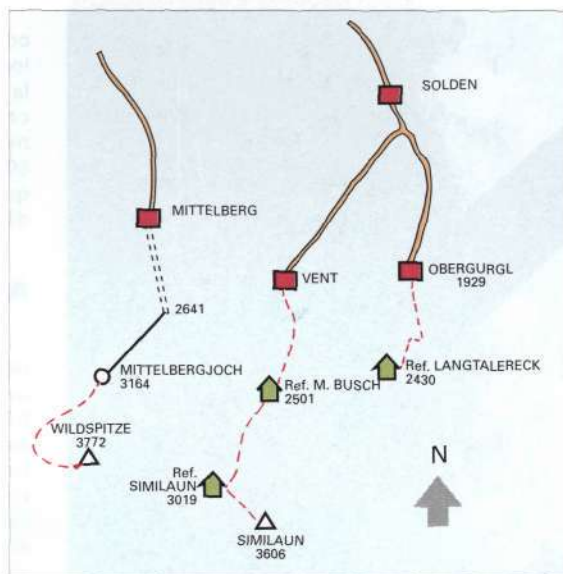 SOLDEN
MITTELBERG
VENT
OBERGURGL
1929
2641
MITTELBERGJOCH
3164
Ref. LANGTALERECK
2430
Ref. M. BUSCH
2501
WILDSPITZE
3772
N
Ref.
SIMILAUN
3019
SIMILAUN
3606